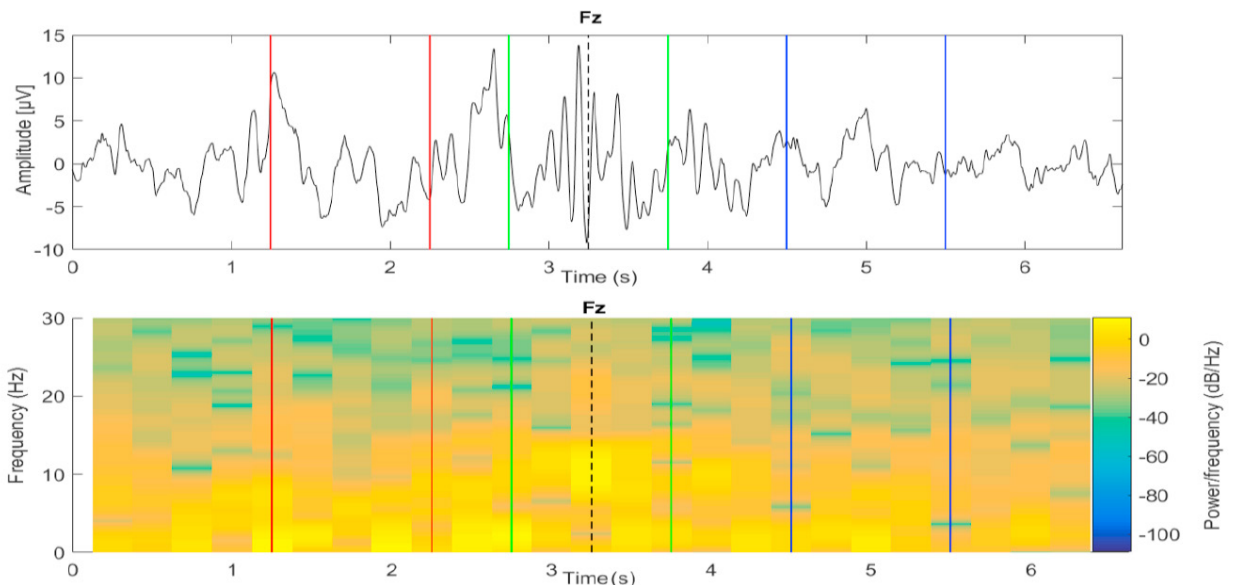 Fz
15
10
5
0
-5
-10
Amplitude [µV]
0 1 2 3 4 5 6
Time (s)
Fz
30
20
10
0
Frequency (Hz)
0 1 2 3 4 5 6
Time(s)
0
-20
-40
-60
-80
-100
Power/frequency (dB/Hz)